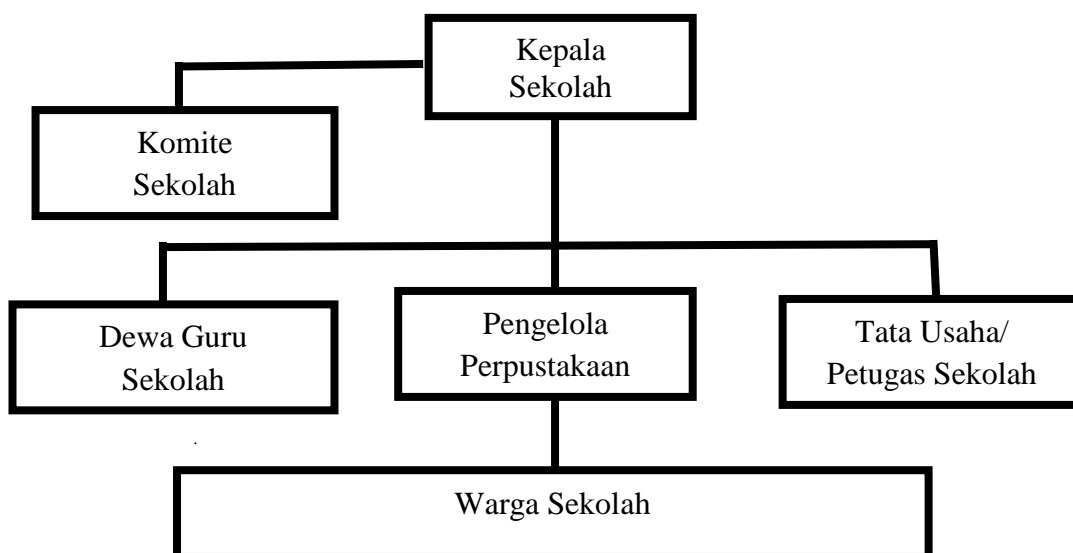 Kepala
Sekolah
Komite
Sekolah
Dewa Guru
Sekolah
Pengelola
Perpustakaan
Tata Usaha/
Petugas Sekolah
.
Warga Sekolah